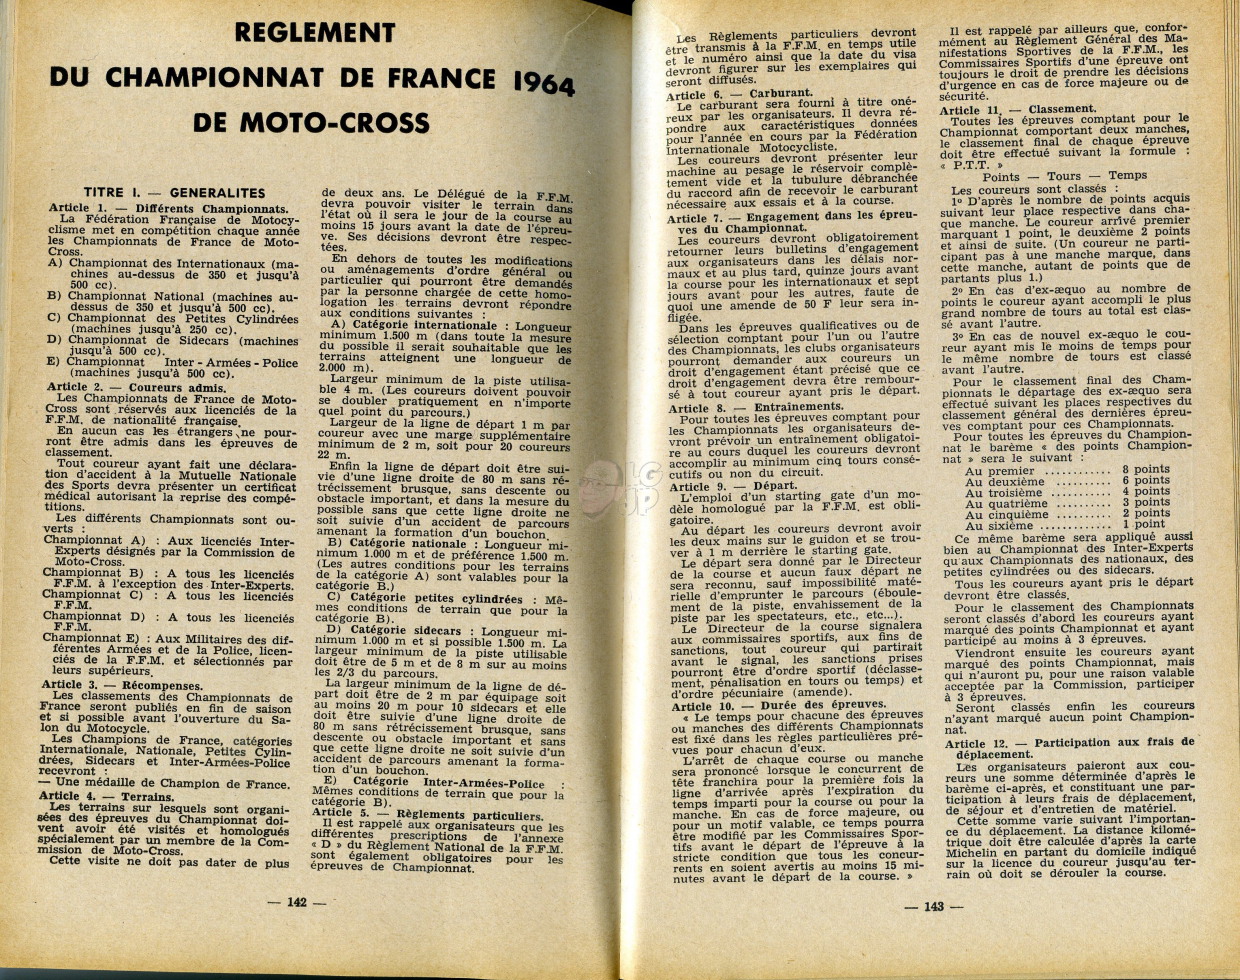 REGLEMENT
DU CHAMPIONNAT DE FRANCE 1964
DE MOTO-CROSS
TITRE I. — GENERALITES
Article 1. — Différents Championnats.
La Fédération Française de Motocy-
clisme met en compétition chaque année
les Championnats de France de Moto-
Cross.
A) Championnat des Internationaux (ma-
chines au-dessus de 350 et jusqu'à
500 cc).
B) Championnat National (machines au-
dessus de 350 et jusqu'à 500 cc).
C) Championnat des Petites Cylindrées
(machines jusqu'à 250 cc).
D) Championnat de Sidecars (machines
jusqu'à 500 cc).
E) Championnat Inter-Armées-Police
(machines jusqu'à 500 cc).
Article 2. — Coureurs admis.
Les Championnats de France de Moto-
Cross sont réservés aux licenciés de la
F.F.M. de nationalité française.
En aucun cas les étrangers ne pour-
ront être admis dans les épreuves de
classement.
Tout coureur ayant fait une déclara-
tion d'accident à la Mutuelle Nationale
des Sports devra présenter un certificat
médical autorisant la reprise des compé-
titions.
Les différents Championnats sont ou-
verts :
Championnat A) : Aux licenciés Inter-
Experts désignés par la Commission de
Moto-Cross.
Championnat B) : A tous les licenciés
F.F.M. à l'exception des Inter-Experts.
Championnat C) : A tous les licenciés
F.F.M.
Championnat D) : A tous les licenciés
F.F.M.
Championnat E) : Aux Militaires des dif-
férentes Armées et de la Police, licen-
ciés de la F.F.M. et sélectionnés par
leurs supérieurs.
Article 3. — Récompenses.
Les classements des Championnats de
France seront publiés en fin de saison
et si possible avant l'ouverture du Sa-
lon du Motocycle.
Les Champions de France, catégories
Internationale, Nationale, Petites Cylin-
drées, Sidecars et Inter-Armées-Police
recevront :
— Une médaille de Champion de France.
Article 4. — Terrains.
Les terrains sur lesquels sont organi-
sées des épreuves du Championnat doi-
vent avoir été visités et homologués
spécialement par un membre de la Com-
mission de Moto-Cross.
Cette visite ne doit pas dater de plus
de deux ans. Le Délégué de la F.F.M.
devra pouvoir visiter le terrain dans
l'état où il sera le jour de la course au
moins 15 jours avant la date de l'épreu-
ve. Ses décisions devront être respec-
tées.
En dehors de toutes les modifications
ou aménagements d'ordre général ou
particulier qui pourront être demandés
par la personne chargée de cette homo-
logation les terrains devront répondre
aux conditions suivantes :
A) Catégorie internationale : Longueur
minimum 1.500 m (dans toute la mesure
du possible il serait souhaitable que les
terrains atteignent une longueur de
2.000 m).
Largeur minimum de la piste utilisa-
ble 4 m. (Les coureurs doivent pouvoir
se doubler pratiquement en n'importe
quel point du parcours.)
Largeur de la ligne de départ 1 m par
coureur avec une marge supplémentaire
minimum de 2 m, soit pour 20 coureurs
22 m.
Enfin la ligne de départ doit être sui-
vie d'une ligne droite de 80 m sans ré-
trécissement brusque, sans descente ou
obstacle important, et dans la mesure du
possible sans que cette ligne droite ne
soit suivie d'un accident de parcours
amenant la formation d'un bouchon.
B) Catégorie nationale : Longueur mi-
nimum 1.000 m et de préférence 1.500 m.
(Les autres conditions pour les terrains
de la catégorie A) sont valables pour la
catégorie B.)
C) Catégorie petites cylindrées : Mê-
mes conditions de terrain que pour la
catégorie B).
D) Catégorie sidecars : Longueur mi-
nimum 1.000 m et si possible 1.500 m. La
largeur minimum de la piste utilisable
doit être de 5 m et de 8 m sur au moins
les 2/3 du parcours.
La largeur minimum de la ligne de dé-
part doit être de 2 m par équipage soit
au moins 20 m pour 10 sidecars et elle
doit être suivie d'une ligne droite de
80 m sans rétrécissement brusque, sans
descente ou obstacle important et sans
que cette ligne droite ne soit suivie d'un
accident de parcours amenant la forma-
tion d'un bouchon.
E) Catégorie Inter-Armées-Police :
Mêmes conditions de terrain que pour la
catégorie B).
Article 5. — Règlements particuliers.
Il est rappelé aux organisateurs que les
différentes prescriptions de l'annexe
« D » du Règlement National de la F.F.M.
sont également obligatoires pour les
épreuves de Championnat.
— 142 —
Les Règlements particuliers devront
être transmis à la F.F.M. en temps utile
et le numéro ainsi que la date du visa
devront figurer sur les exemplaires qui
seront diffusés.
Article 6. — Carburant.
Le carburant sera fourni à titre oné-
reux par les organisateurs. Il devra ré-
pondre aux caractéristiques données
pour l'année en cours par la Fédération
Internationale Motocycliste.
Les coureurs devront présenter leur
machine au pesage le réservoir complè-
tement vide et la tubulure débranchée
du raccord afin de recevoir le carburant
nécessaire aux essais et à la course.
Article 7. — Engagement dans les épreu-
ves du Championnat.
Les coureurs devront obligatoirement
retourner leurs bulletins d'engagement
aux organisateurs dans les délais nor-
maux et au plus tard, quinze jours avant
la course pour les internationaux et sept
jours avant pour les autres, faute de
quoi une amende de 50 F leur sera in-
fligée.
Dans les épreuves qualificatives ou de
sélection comptant pour l'un ou l'autre
des Championnats, les clubs organisateurs
pourront demander aux coureurs un
droit d'engagement étant précisé que ce
droit d'engagement devra être rembour-
sé à tout coureur ayant pris le départ.
Article 8. — Entraînements.
Pour toutes les épreuves comptant pour
les Championnats les organisateurs de-
vront prévoir un entraînement obligatoi-
re au cours duquel les coureurs devront
accomplir au minimum cinq tours consé-
cutifs ou non du circuit.
Article 9. — Départ.
L'emploi d'un starting gate d'un mo-
dèle homologué par la F.F.M. est obli-
gatoire.
Au départ les coureurs devront avoir
les deux mains sur le guidon et se trou-
ver à 1 m derrière le starting gate.
Le départ sera donné par le Directeur
de la course et aucun faux départ ne
sera reconnu, sauf impossibilité maté-
rielle d'emprunter le parcours (éboule-
ment de la piste, envahissement de la
piste par les spectateurs, etc., etc...).
Le Directeur de la course signalera
aux commissaires sportifs, aux fins de
sanctions, tout coureur qui partirait
avant le signal, les sanctions prises
pourront être d'ordre sportif (déclasse-
ment, pénalisation en tours ou temps) et
d'ordre pécuniaire (amende).
Article 10. — Durée des épreuves.
« Le temps pour chacune des épreuves
ou manches des différents Championnats
est fixé dans les règles particulières pré-
vues pour chacun d'eux.
L'arrêt de chaque course ou manche
sera prononcé lorsque le concurrent de
tête franchira pour la première fois la
ligne d'arrivée après l'expiration du
temps imparti pour la course ou pour la
manche. En cas de force majeure, ou
pour un motif valable, ce temps pourra
être modifié par les Commissaires Spor-
tifs avant le départ de l'épreuve à la
stricte condition que tous les concur-
rents en soient avertis au moins 15 mi-
nutes avant le départ de la course. »
Il est rappelé par ailleurs que, confor-
mément au Règlement Général des Ma-
nifestations Sportives de la F.F.M., les
Commissaires Sportifs d'une épreuve ont
toujours le droit de prendre les décisions
d'urgence en cas de force majeure ou de
sécurité.
Article 11. — Classement.
Toutes les épreuves comptant pour le
Championnat comportant deux manches,
le classement final de chaque épreuve
doit être effectué suivant la formule :
« P.T.T. »
Points — Tours — Temps
Les coureurs sont classés :
1º D'après le nombre de points acquis
suivant leur place respective dans cha-
que manche. Le coureur arrivé premier
marquant 1 point, le deuxième 2 points
et ainsi de suite. (Un coureur ne parti-
cipant pas à une manche marque, dans
cette manche, autant de points que de
partants plus 1.)
2º En cas d'ex-æquo au nombre de
points le coureur ayant accompli le plus
grand nombre de tours au total est clas-
sé avant l'autre.
3º En cas de nouvel ex-æquo le cou-
reur ayant mis le moins de temps pour
le même nombre de tours est classé
avant l'autre.
Pour le classement final des Cham-
pionnats le départage des ex-æquo sera
effectué suivant les places respectives du
classement général des dernières épreu-
ves comptant pour ces Championnats.
Pour toutes les épreuves du Champion-
nat le barème « des points Champion-
nat » sera le suivant :
Au premier ........... 8 points
Au deuxième ......... 6 points
Au troisième .......... 4 points
Au quatrième ......... 3 points
Au cinquième ......... 2 points
Au sixième ............ 1 point
Ce même barème sera appliqué aussi
bien au Championnat des Inter-Experts
qu'aux Championnats des nationaux, des
petites cylindrées ou des sidecars.
Tous les coureurs ayant pris le départ
devront être classés.
Pour le classement des Championnats
seront classés d'abord les coureurs ayant
marqué des points Championnat et ayant
participé au moins à 3 épreuves.
Viendront ensuite les coureurs ayant
marqué des points Championnat, mais
qui n'auront pu, pour une raison valable
acceptée par la Commission, participer
à 3 épreuves.
Seront classés enfin les coureurs
n'ayant marqué aucun point Champion-
nat.
Article 12. — Participation aux frais de
déplacement.
Les organisateurs paieront aux cou-
reurs une somme déterminée d'après le
barème ci-après, et constituant une par-
ticipation à leurs frais de déplacement,
de séjour et d'entretien de matériel.
Cette somme varie suivant l'importan-
ce du déplacement. La distance kilomé-
trique doit être calculée d'après la carte
Michelin en partant du domicile indiqué
sur la licence du coureur jusqu'au ter-
rain où doit se dérouler la course.
— 143 —